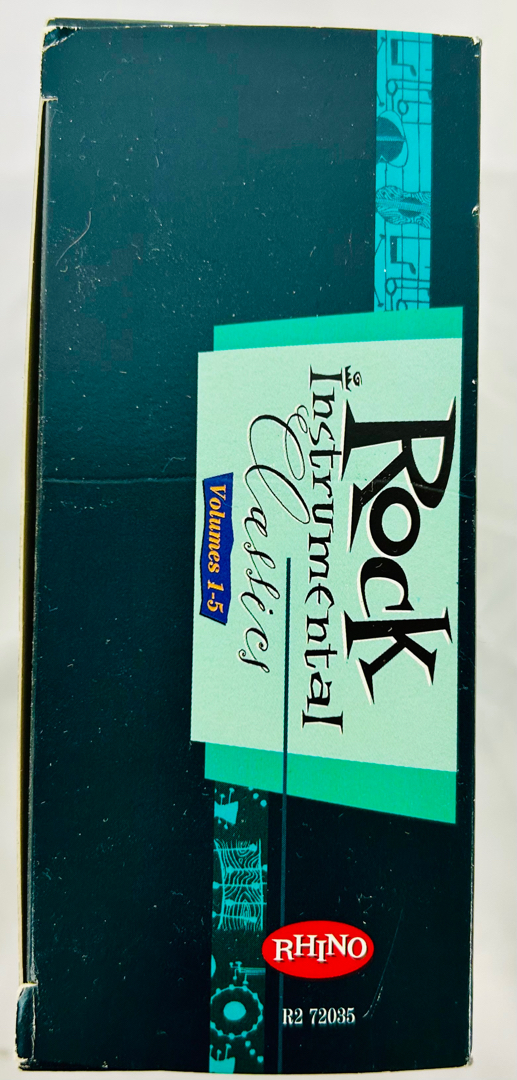 Rock
Instrumental
Classics
Volumes 1-5
RHINO
R2 72035